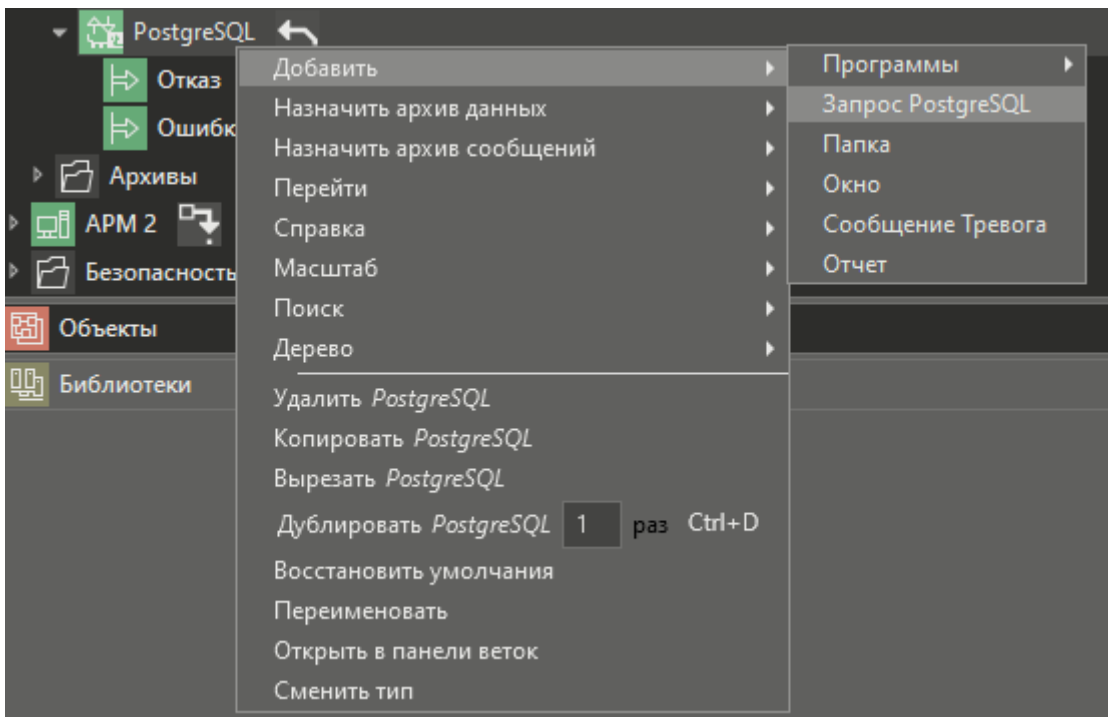 PostgreSQL
Отказ
Ошибк
Архивы
АРМ 2
Безопасность
Объекты
Библиотеки
Добавить
Назначить архив данных
Назначить архив сообщений
Перейти
Справка
Масштаб
Поиск
Дерево
Удалить PostgreSQL
Копировать PostgreSQL
Вырезать PostgreSQL
Дублировать PostgreSQL 1 раз Ctrl+D
Восстановить умолчания
Переименовать
Открыть в панели веток
Сменить тип
Программы
Запрос PostgreSQL
Папка
Окно
Сообщение Тревога
Отчет